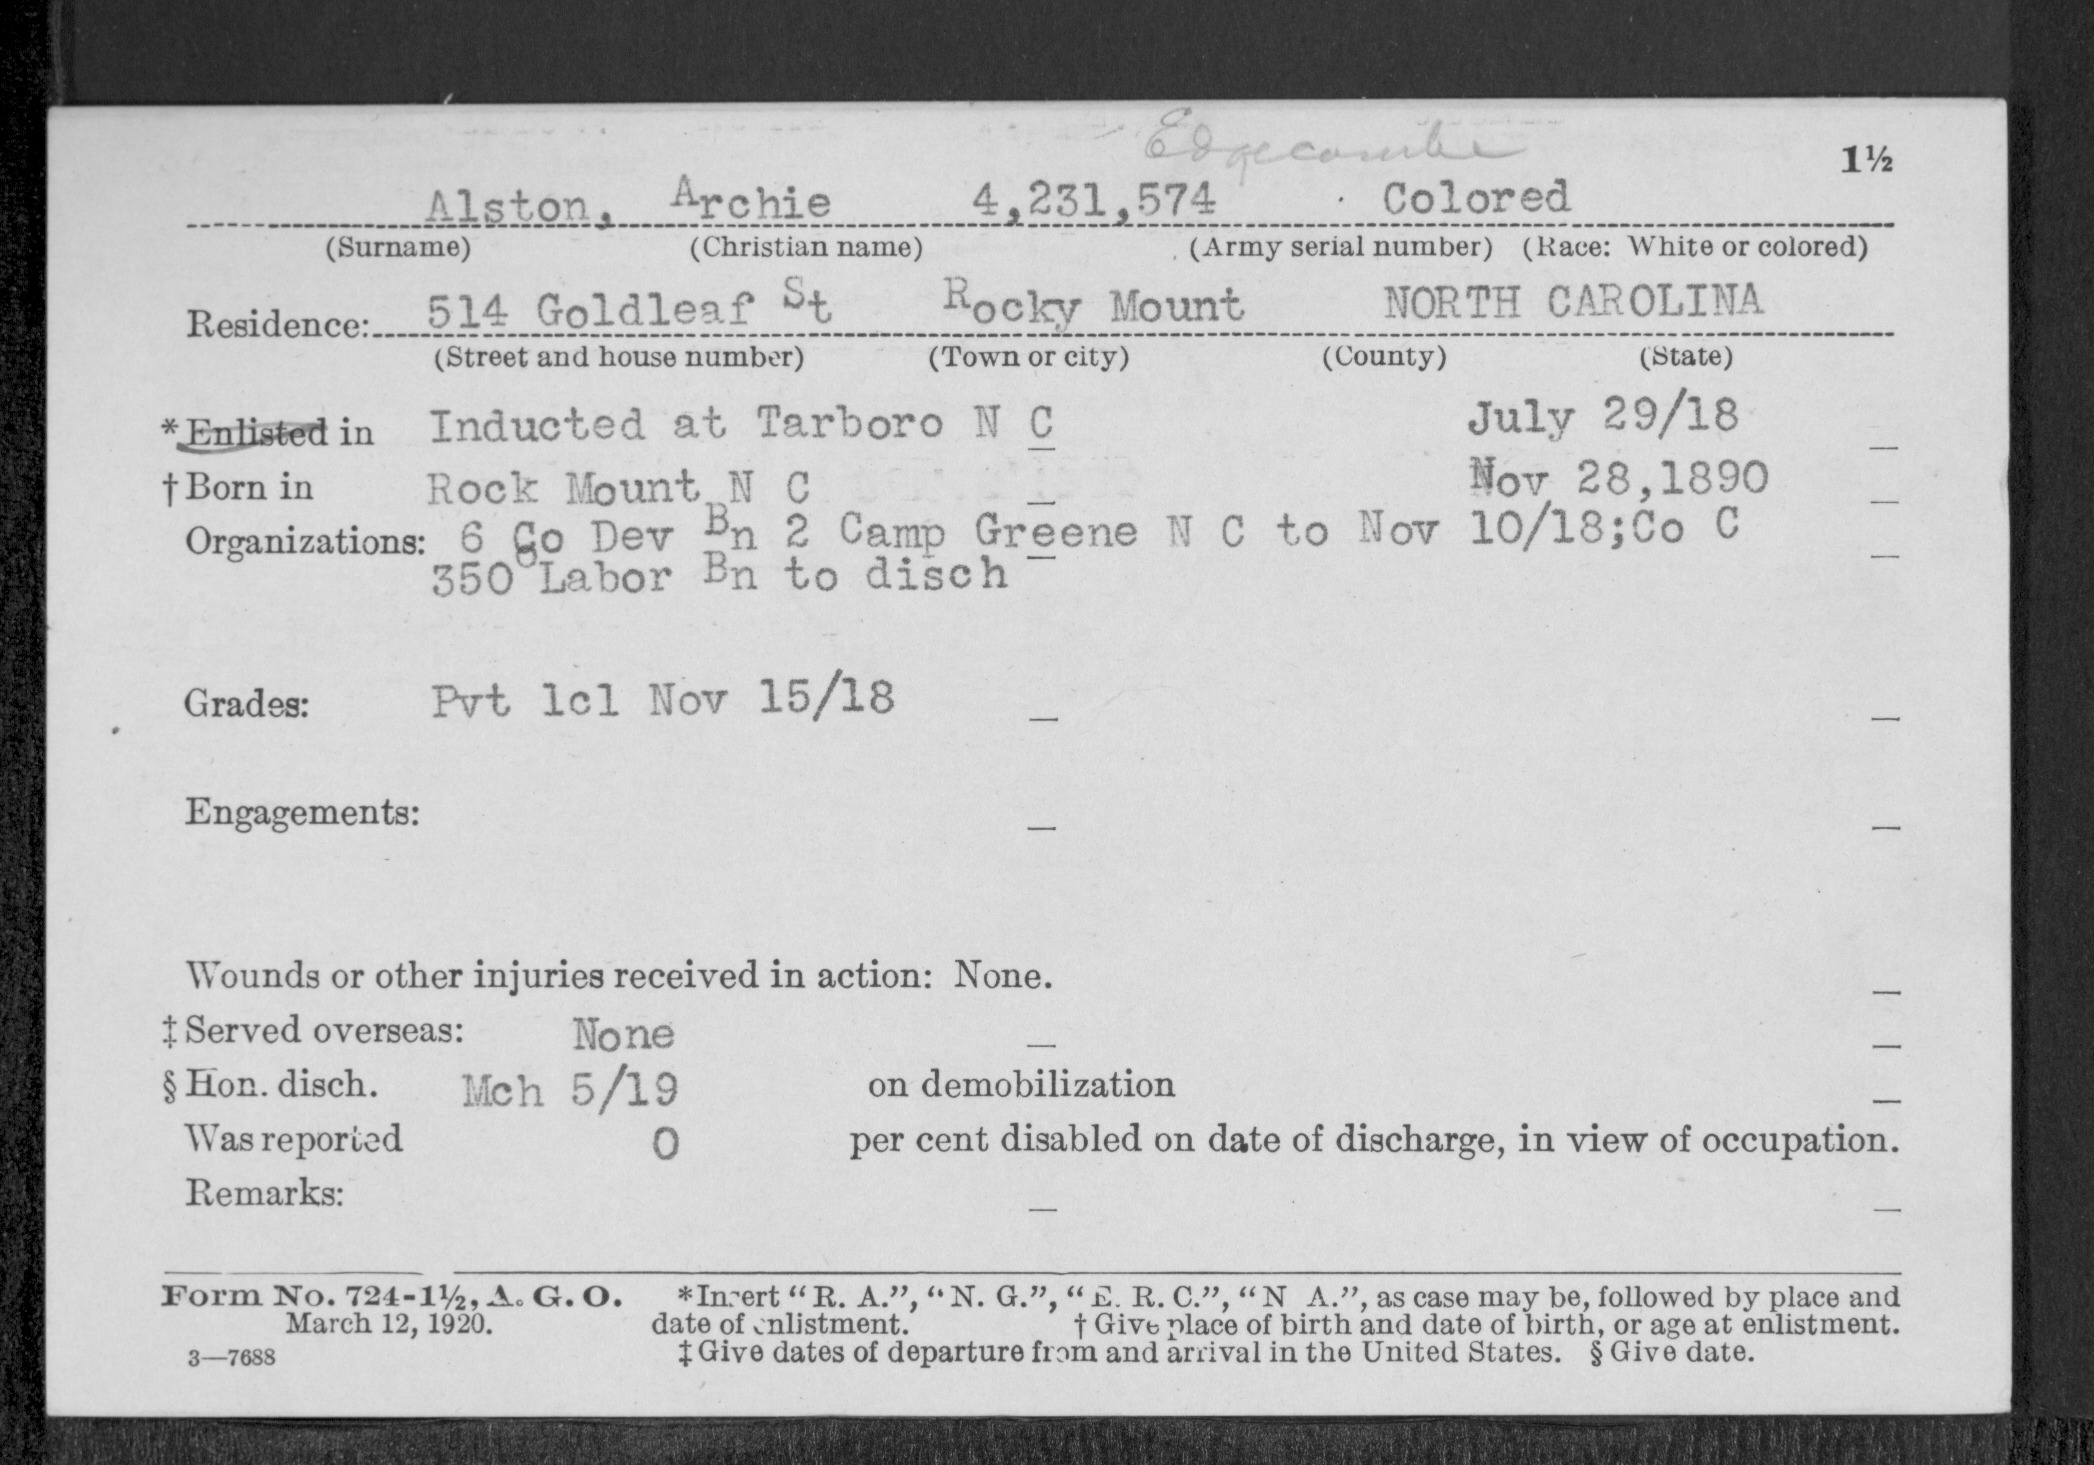 Edgecombe
1½
Alston, Archie 4,231,574 Colored
(Surname) (Christian name) (Army serial number) (Race: White or colored)
Residence: 514 Goldleaf St Rocky Mount NORTH CAROLINA
(Street and house number) (Town or city) (County) (State)
*Enlisted in Inducted at Tarboro N C July 29/18
†Born in Rock Mount N C Nov 28,1890
Organizations: 6 Co Dev Bn 2 Camp Greene N C to Nov 10/18;Co C
350 Labor Bn to disch
Grades: Pvt 1cl Nov 15/18
Engagements:
Wounds or other injuries received in action: None.
‡Served overseas: None
§Hon. disch. Mch 5/19 on demobilization
Was reported 0 per cent disabled on date of discharge, in view of occupation.
Remarks:
Form No. 724-1½, A. G. O. *Insert "R. A.", "N. G.", "E. R. C.", "N A.", as case may be, followed by place and
March 12, 1920. date of enlistment. †Give place of birth and date of birth, or age at enlistment.
3—7688 ‡Give dates of departure from and arrival in the United States. §Give date.